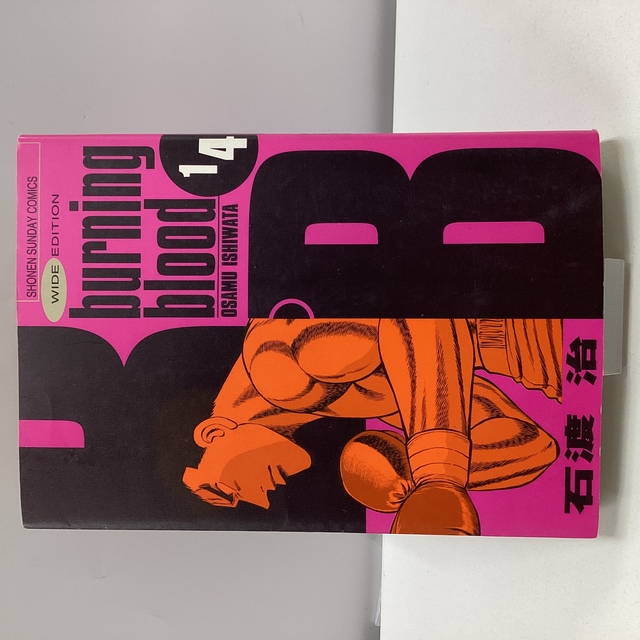 SHONEN SUNDAY COMICS
WIDE EDITION
burning
blood
14
OSAMU ISHIWATA
B・B
石渡 治